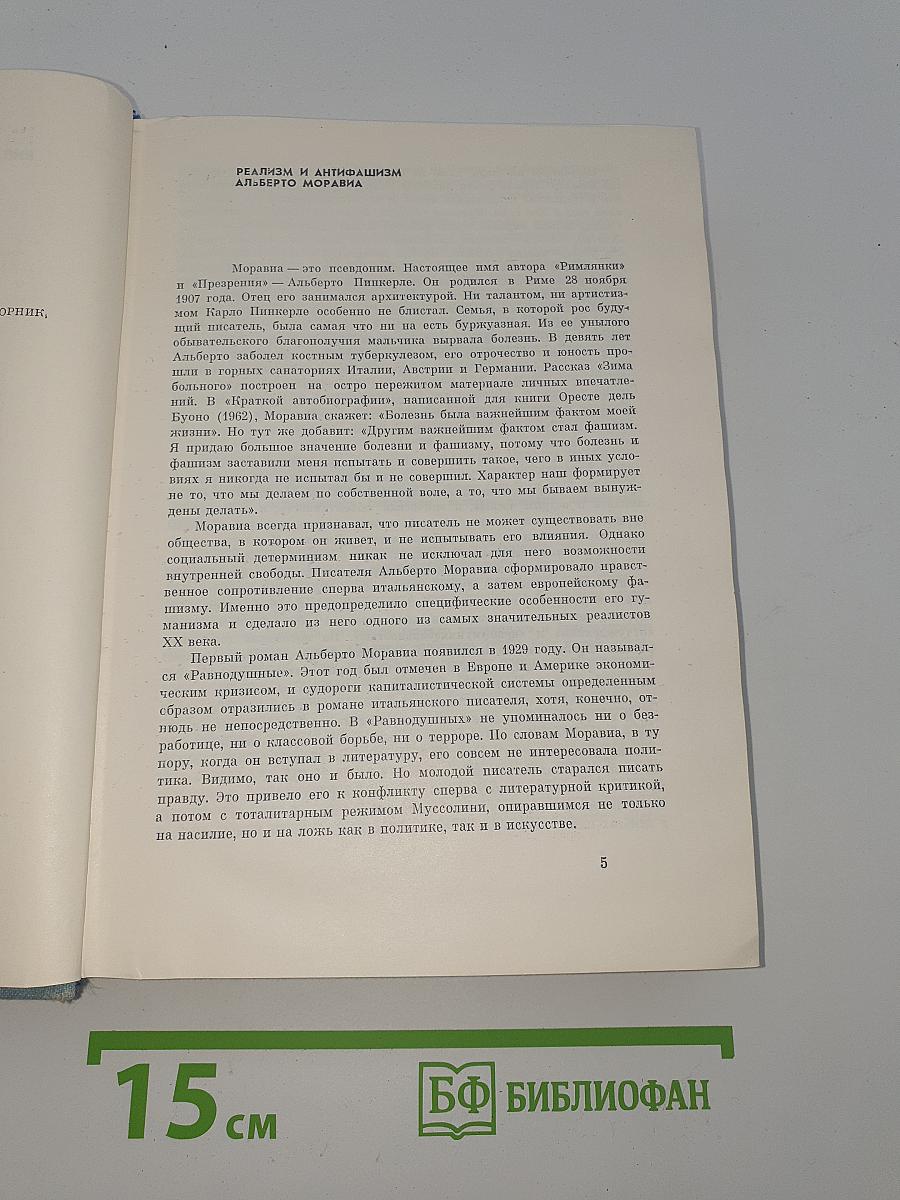 ОРНИК,
РЕАЛИЗМ И АНТИФАШИЗМ
АЛЬБЕРТО МОРАВИА
Моравиа — это псевдоним. Настоящее имя автора «Римлянки»
и «Презрения» — Альберто Пинкерле. Он родился в Риме 28 ноября
1907 года. Отец его занимался архитектурой. Ни талантом, ни артистиз-
мом Карло Пинкерле особенно не блистал. Семья, в которой рос буду-
щий писатель, была самая что ни на есть буржуазная. Из ее унылого
обывательского благополучия мальчика вырвала болезнь. В девять лет
Альберто заболел костным туберкулезом, его отрочество и юность про-
шли в горных санаториях Италии, Австрии и Германии. Рассказ «Зима
больного» построен на остро пережитом материале личных впечатле-
ний. В «Краткой автобиографии», написанной для книги Оресте дель
Буоно (1962), Моравиа скажет: «Болезнь была важнейшим фактом моей
жизни». Но тут же добавит: «Другим важнейшим фактом стал фашизм.
Я придаю большое значение болезни и фашизму, потому что болезнь и
фашизм заставили меня испытать и совершить такое, чего в иных усло-
виях я никогда не испытал бы и не совершил. Характер наш формирует
не то, что мы делаем по собственной воле, а то, что мы бываем вынуж-
дены делать».
Моравиа всегда признавал, что писатель не может существовать вне
общества, в котором он живет, и не испытывать его влияния. Однако
социальный детерминизм никак не исключал для него возможности
внутренней свободы. Писателя Альберто Моравиа сформировало нравст-
венное сопротивление сперва итальянскому, а затем европейскому фа-
шизму. Именно это предопределило специфические особенности его гу-
манизма и сделало из него одного из самых значительных реалистов
XX века.
Первый роман Альберто Моравиа появился в 1929 году. Он называл-
ся «Равнодушные». Этот год был отмечен в Европе и Америке экономи-
ческим кризисом, и судороги капиталистической системы определенным
образом отразились в романе итальянского писателя, хотя, конечно, от-
нюдь не непосредственно. В «Равнодушных» не упоминалось ни о без-
работице, ни о классовой борьбе, ни о терроре. По словам Моравиа, в ту
пору, когда он вступал в литературу, его совсем не интересовала поли-
тика. Видимо, так оно и было. Но молодой писатель старался писать
правду. Это привело его к конфликту сперва с литературной критикой,
а потом с тоталитарным режимом Муссолини, опиравшимся не только
на насилие, но и на ложь как в политике, так и в искусстве.
5
15 см
БФ БИБЛИОФАН